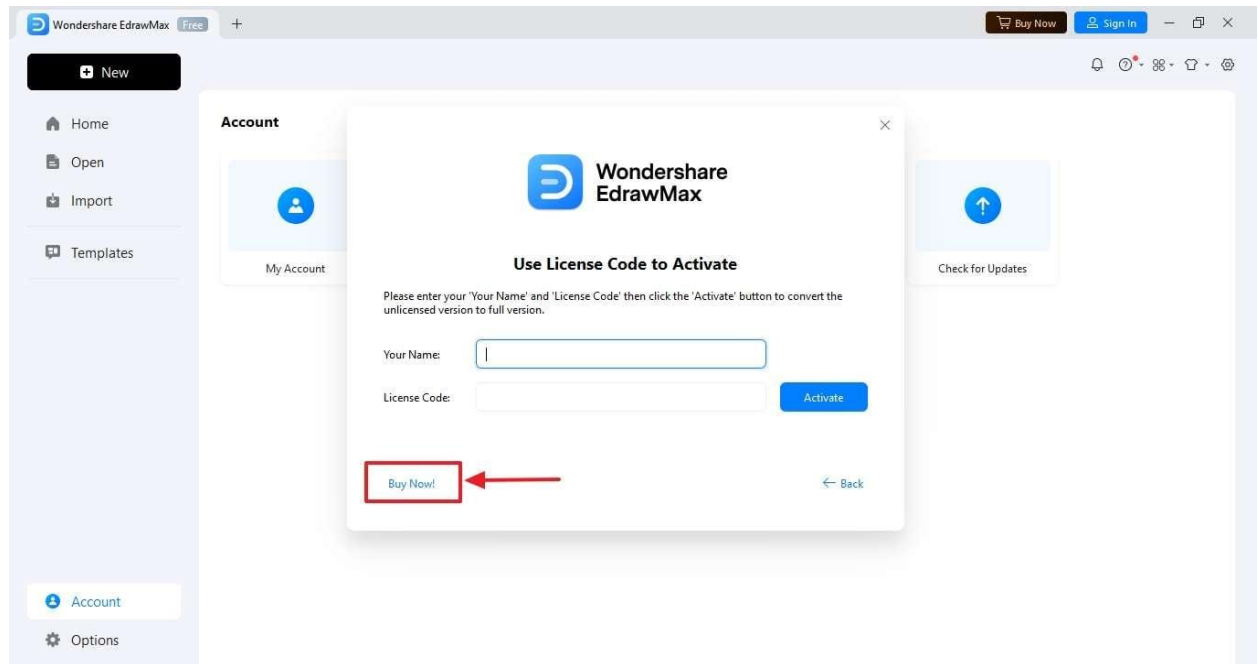 Wondershare EdrawMax Free
Buy Now
Sign In
New
Home
Open
Import
Templates
Account
My Account
Check for Updates
Wondershare
EdrawMax
Use License Code to Activate
Please enter your 'Your Name' and 'License Code' then click the 'Activate' button to convert the
unlicensed version to full version.
Your Name:
License Code:
Activate
Buy Now!
Back
Account
Options